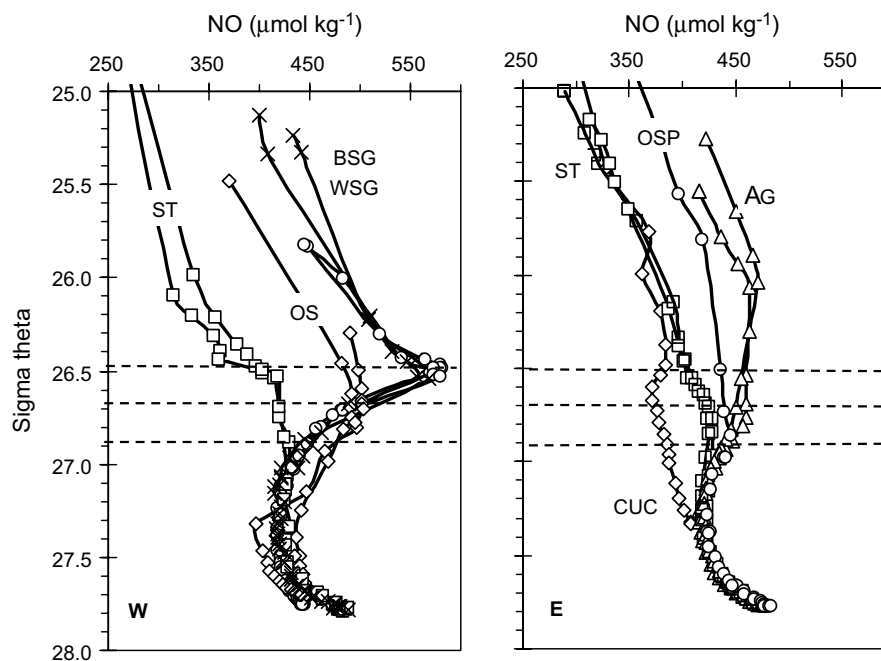 NO (μmol kg-1)
250 350 450 550
25.0
25.5
26.0
26.5
27.0
27.5
28.0
Sigma theta
BSG
WSG
ST
OS
W
NO (μmol kg-1)
250 350 450 550
OSP
ST
AG
CUC
E